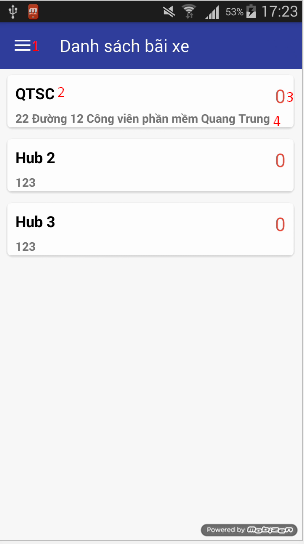 53% 17:23
1 Danh sách bãi xe
QTSC 2 0 3
22 Đường 12 Công viên phần mềm Quang Trung 4
Hub 2 0
123
Hub 3 0
123
Powered by Mobizen